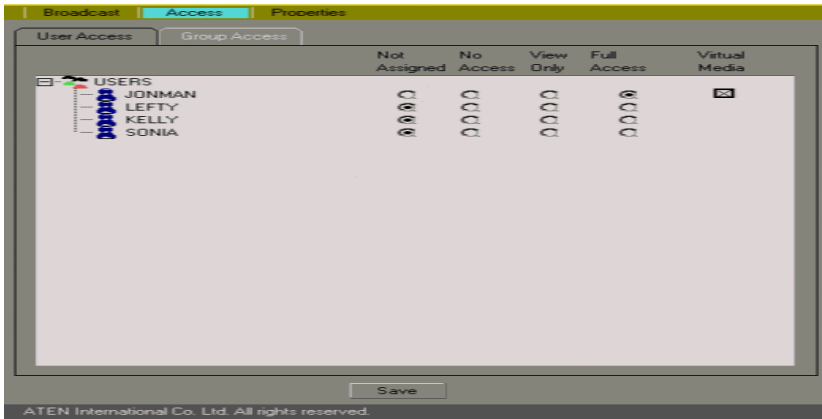 Broadcast Access Properties
User Access Group Access
Not Assigned No Access View Only Full Access Virtual Media
USERS
JONMAN
LEFTY
KELLY
SONIA
Save
ATEN International Co. Ltd. All rights reserved.